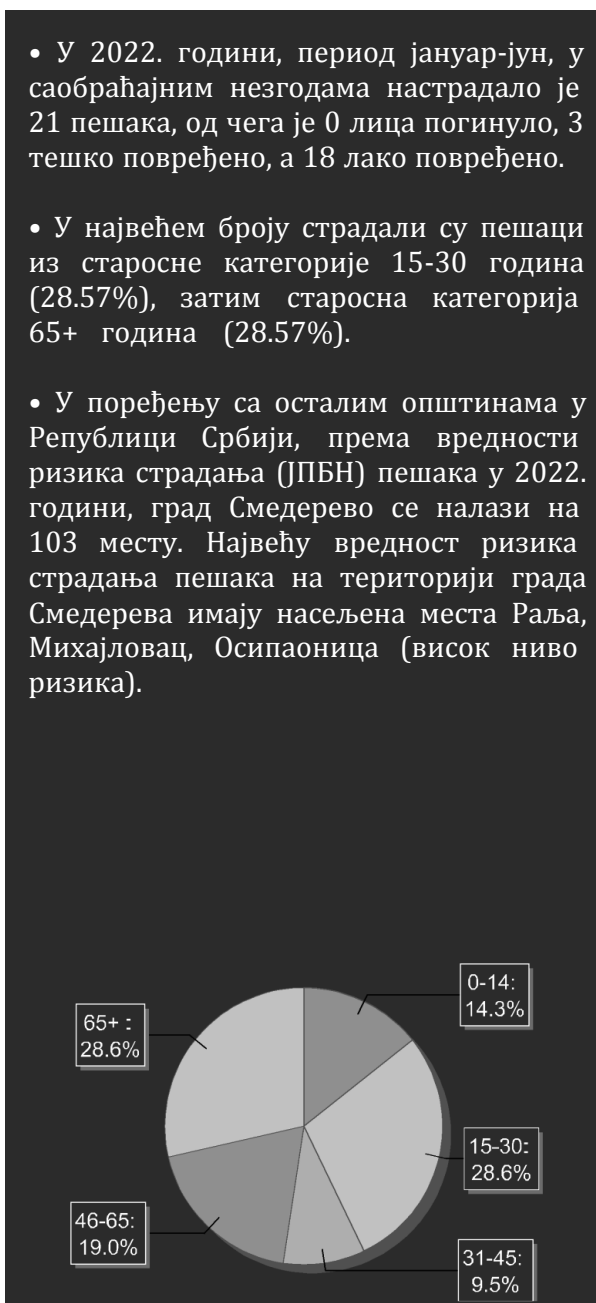 • У 2022. години, период јануар-јун, у
саобраћајним незгодама настрадало је
21 пешака, од чега је 0 лица погинуло, 3
тешко повређено, а 18 лако повређено.
• У највећем броју страдали су пешаци
из старосне категорије 15-30 година
(28.57%), затим старосна категорија
65+ година (28.57%).
• У поређењу са осталим општинама у
Републици Србији, према вредности
ризика страдања (ЈПБН) пешака у 2022.
години, град Смедерево се налази на
103 месту. Највећу вредност ризика
страдања пешака на територији града
Смедерева имају насељена места Раља,
Михајловац, Осипаоница (висок ниво
ризика).
0-14:
14.3%
65+ :
28.6%
15-30:
28.6%
46-65:
19.0%
31-45:
9.5%